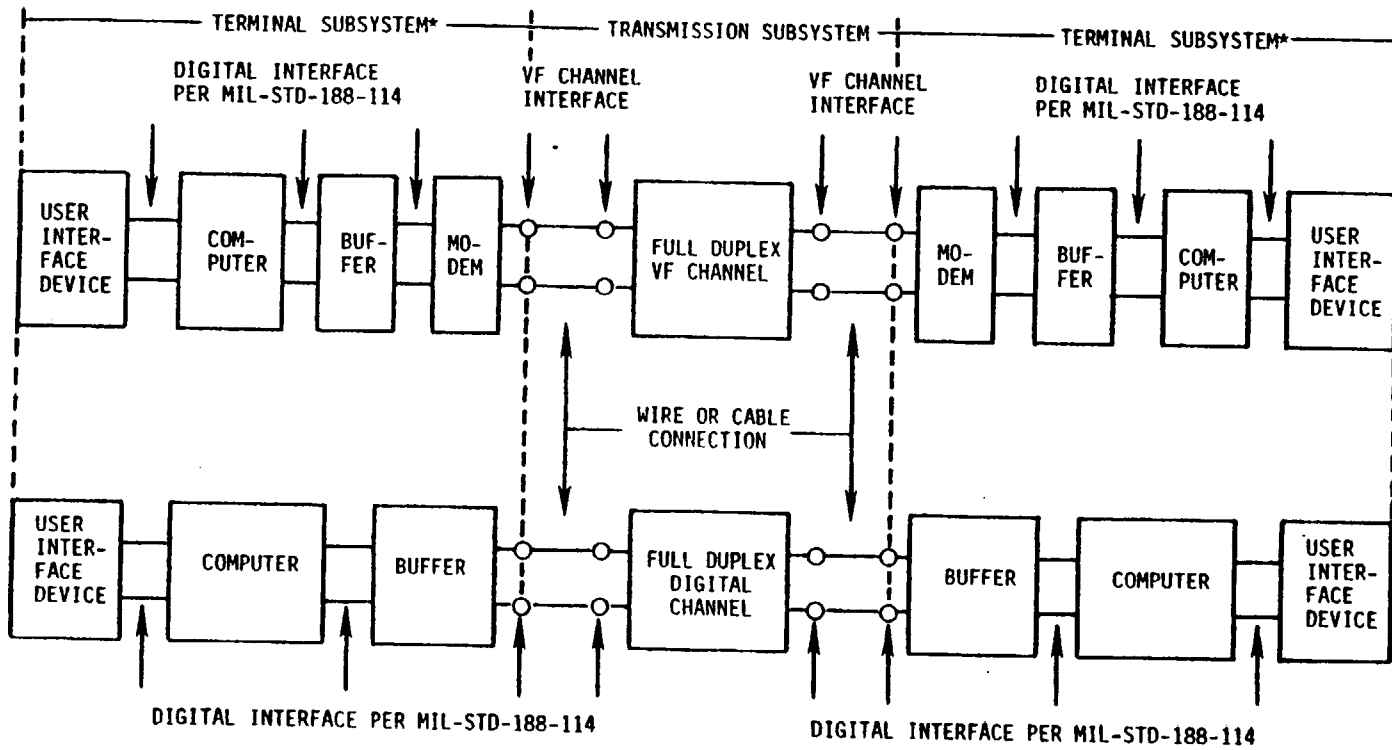 TERMINAL SUBSYSTEM*
TRANSMISSION SUBSYSTEM
TERMINAL SUBSYSTEM*
DIGITAL INTERFACE
PER MIL-STD-188-114
VF CHANNEL
INTERFACE
VF CHANNEL
INTERFACE
DIGITAL INTERFACE
PER MIL-STD-188-114
USER
INTER-
FACE
DEVICE
COM-
PUTER
BUF-
FER
MO-
DEM
FULL DUPLEX
VF CHANNEL
MO-
DEM
BUF-
FER
COM-
PUTER
USER
INTER-
FACE
DEVICE
WIRE OR CABLE
CONNECTION
USER
INTER-
FACE
DEVICE
COMPUTER
BUFFER
FULL DUPLEX
DIGITAL
CHANNEL
BUFFER
COMPUTER
USER
INTER-
FACE
DEVICE
DIGITAL INTERFACE PER MIL-STD-188-114
DIGITAL INTERFACE PER MIL-STD-188-114